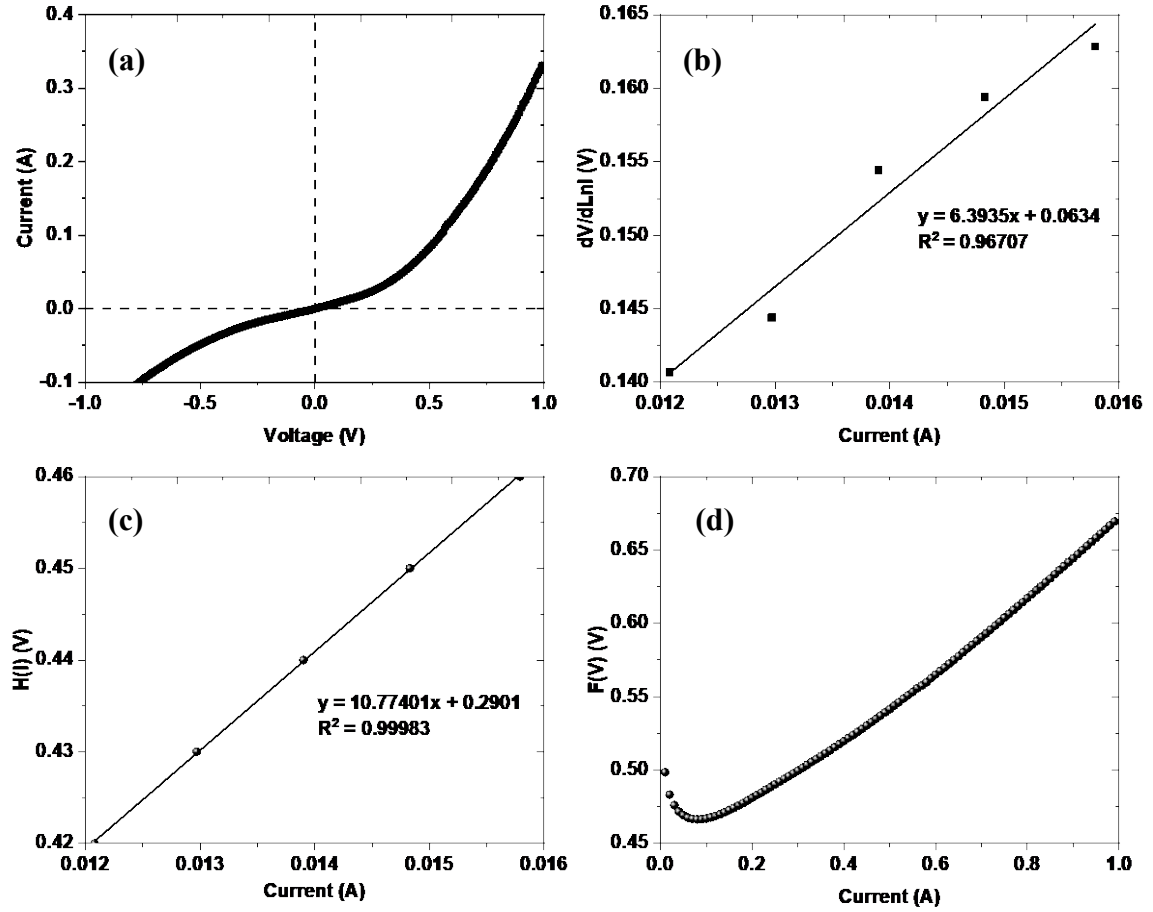 (a)
0.4
0.3
0.2
0.1
0.0
-0.1
Current (A)
-1.0 -0.5 0.0 0.5 1.0
Voltage (V)
(b)
0.165
0.160
0.155
0.150
0.145
0.140
dV/dLnI (V)
y = 6.3935x + 0.0634
R² = 0.96707
0.012 0.013 0.014 0.015 0.016
Current (A)
(c)
0.46
0.45
0.44
0.43
0.42
H(I) (V)
y = 10.77401x + 0.2901
R² = 0.99983
0.012 0.013 0.014 0.015 0.016
Current (A)
(d)
0.70
0.65
0.60
0.55
0.50
0.45
F(V) (V)
0.0 0.2 0.4 0.6 0.8 1.0
Current (A)